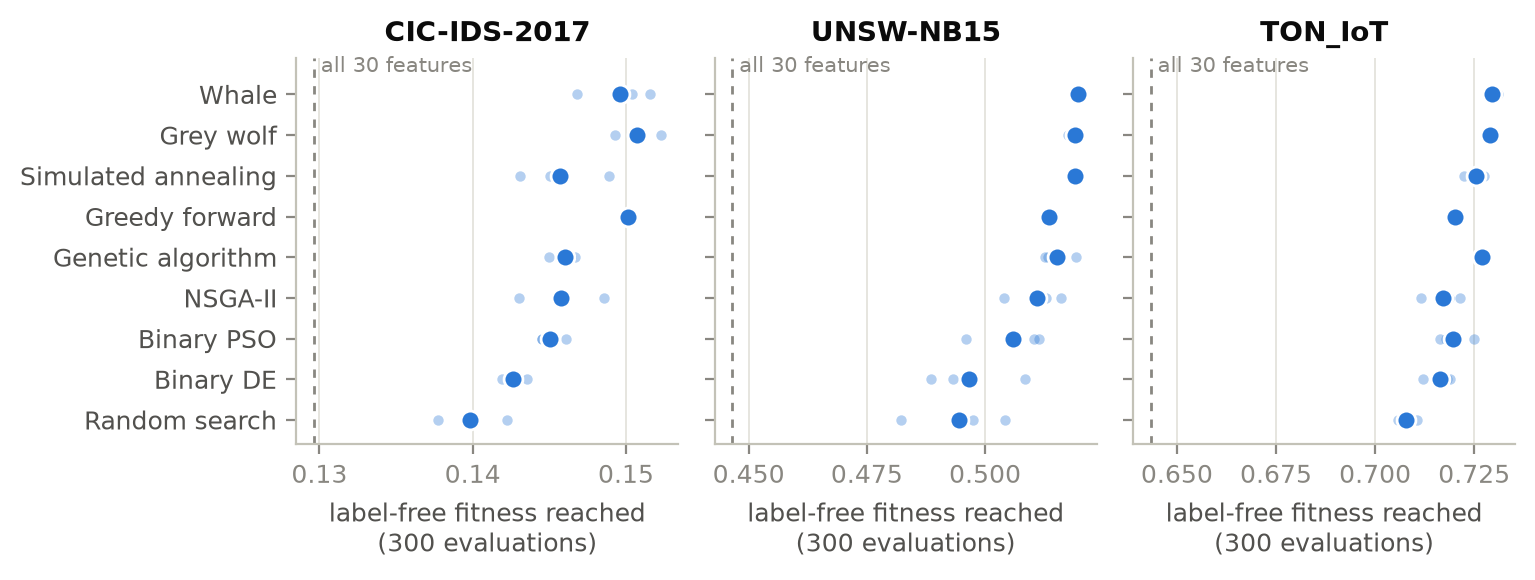 CIC-IDS-2017
UNSW-NB15
TON_IoT
all 30 features
all 30 features
all 30 features
Whale
Grey wolf
Simulated annealing
Greedy forward
Genetic algorithm
NSGA-II
Binary PSO
Binary DE
Random search
0.13 0.14 0.15
0.450 0.475 0.500
0.650 0.675 0.700 0.725
label-free fitness reached
(300 evaluations)
label-free fitness reached
(300 evaluations)
label-free fitness reached
(300 evaluations)